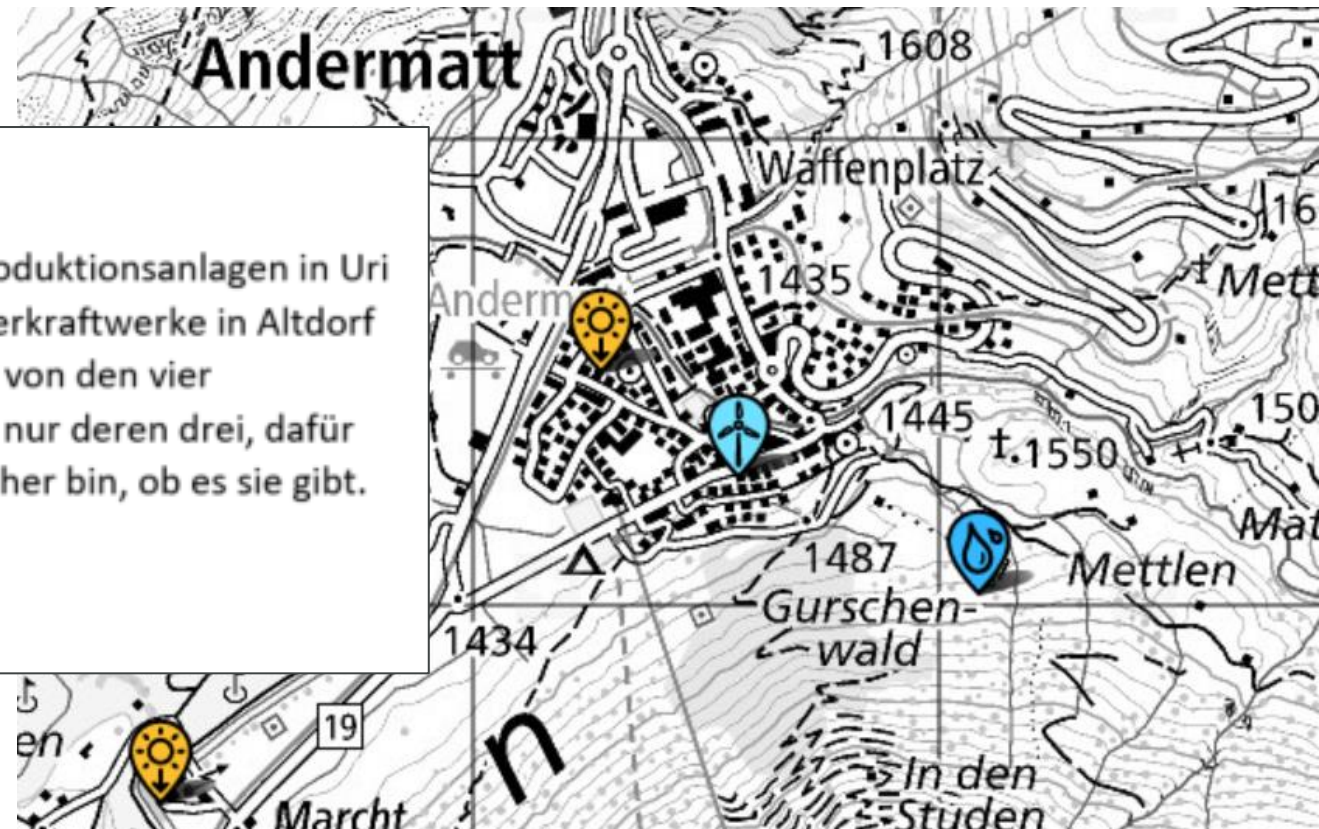 Andermatt
1608
Waffenplatz
16
Mett
1435
Anderm
oduktionsanlagen in Uri
erkraftwerke in Altdorf
von den vier
nur deren drei, dafür
her bin, ob es sie gibt.
1445
1550
150
Mat
1487
Mettlen
Gurschen-
wald
1434
19
en
n
In den
Studen
Marcht